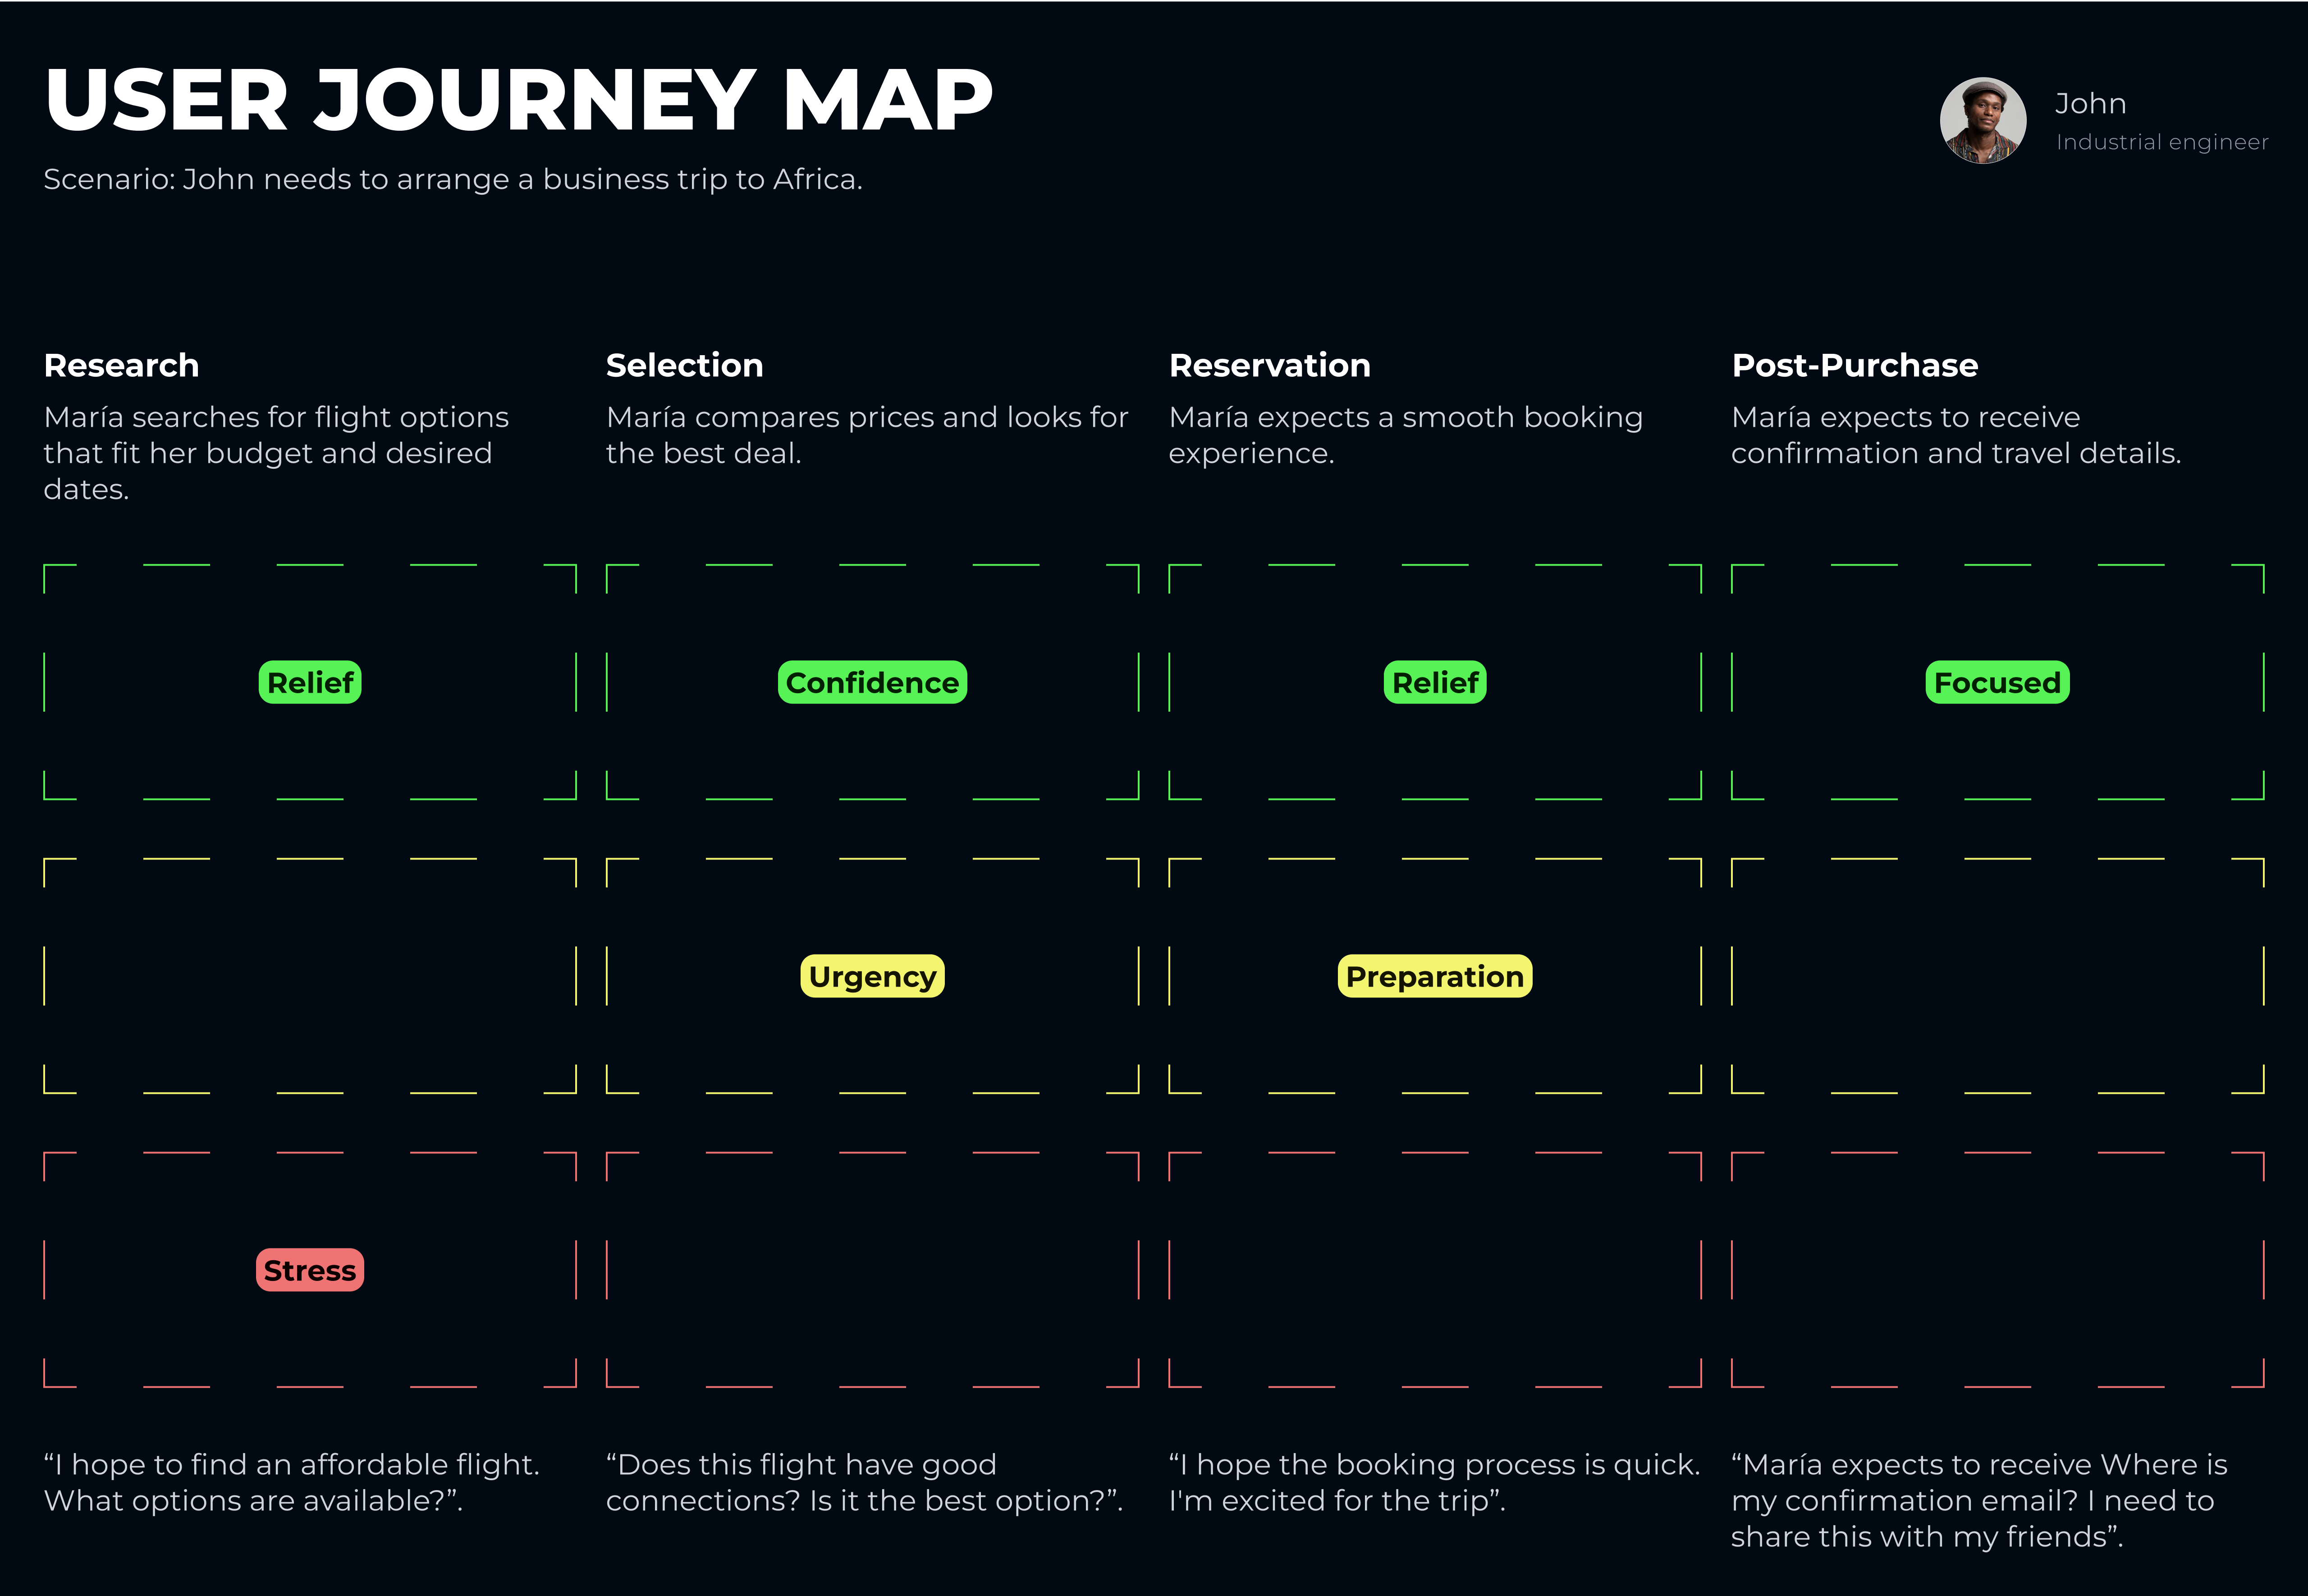 USER JOURNEY MAP
Scenario: John needs to arrange a business trip to Africa.
John
Industrial engineer
Research
María searches for flight options
that fit her budget and desired
dates.
Selection
María compares prices and looks for
the best deal.
Reservation
María expects a smooth booking
experience.
Post-Purchase
María expects to receive
confirmation and travel details.
Relief
Confidence
Relief
Focused
Urgency
Preparation
Stress
“I hope to find an affordable flight.
What options are available?”.
“Does this flight have good
connections? Is it the best option?”.
“I hope the booking process is quick.
I'm excited for the trip”.
“María expects to receive Where is
my confirmation email? I need to
share this with my friends”.